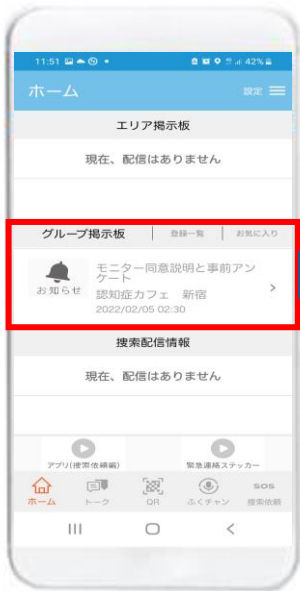 11:51 42%
ホーム 設定
エリア掲示板
現在、配信はありません
グループ掲示板 登録一覧 お気に入り
モニター同意説明と事前アンケート
お知らせ
認知症カフェ 新宿
2022/02/05 02:30
捜索配信情報
現在、配信はありません
アプリ(捜索依頼編) 緊急連絡ステッカー
ホーム トーク QR ふくチャン 捜索依頼
SOS